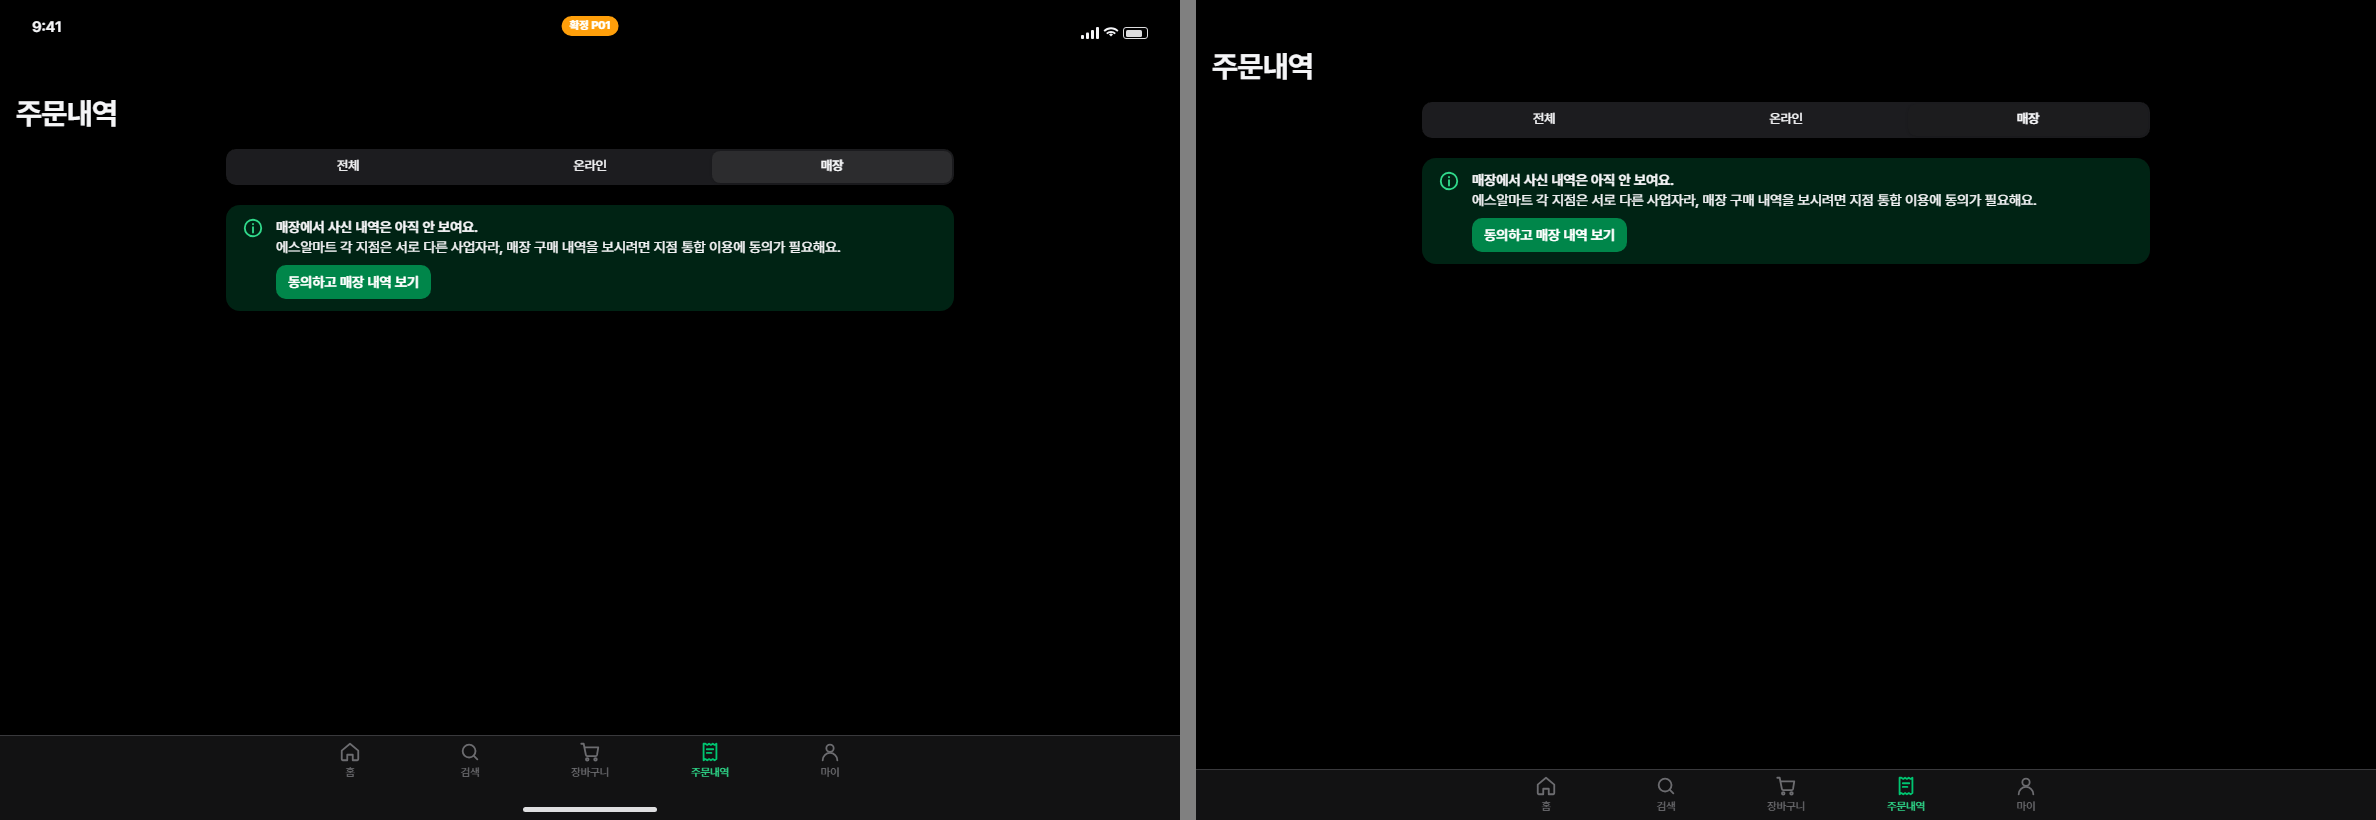 9:41
확정 P01
주문내역
전체
온라인
매장
매장에서 사신 내역은 아직 안 보여요.
에스알마트 각 지점은 서로 다른 사업자라, 매장 구매 내역을 보시려면 지점 통합 이용에 동의가 필요해요.
동의하고 매장 내역 보기
홈
검색
장바구니
주문내역
마이
주문내역
전체
온라인
매장
매장에서 사신 내역은 아직 안 보여요.
에스알마트 각 지점은 서로 다른 사업자라, 매장 구매 내역을 보시려면 지점 통합 이용에 동의가 필요해요.
동의하고 매장 내역 보기
홈
검색
장바구니
주문내역
마이